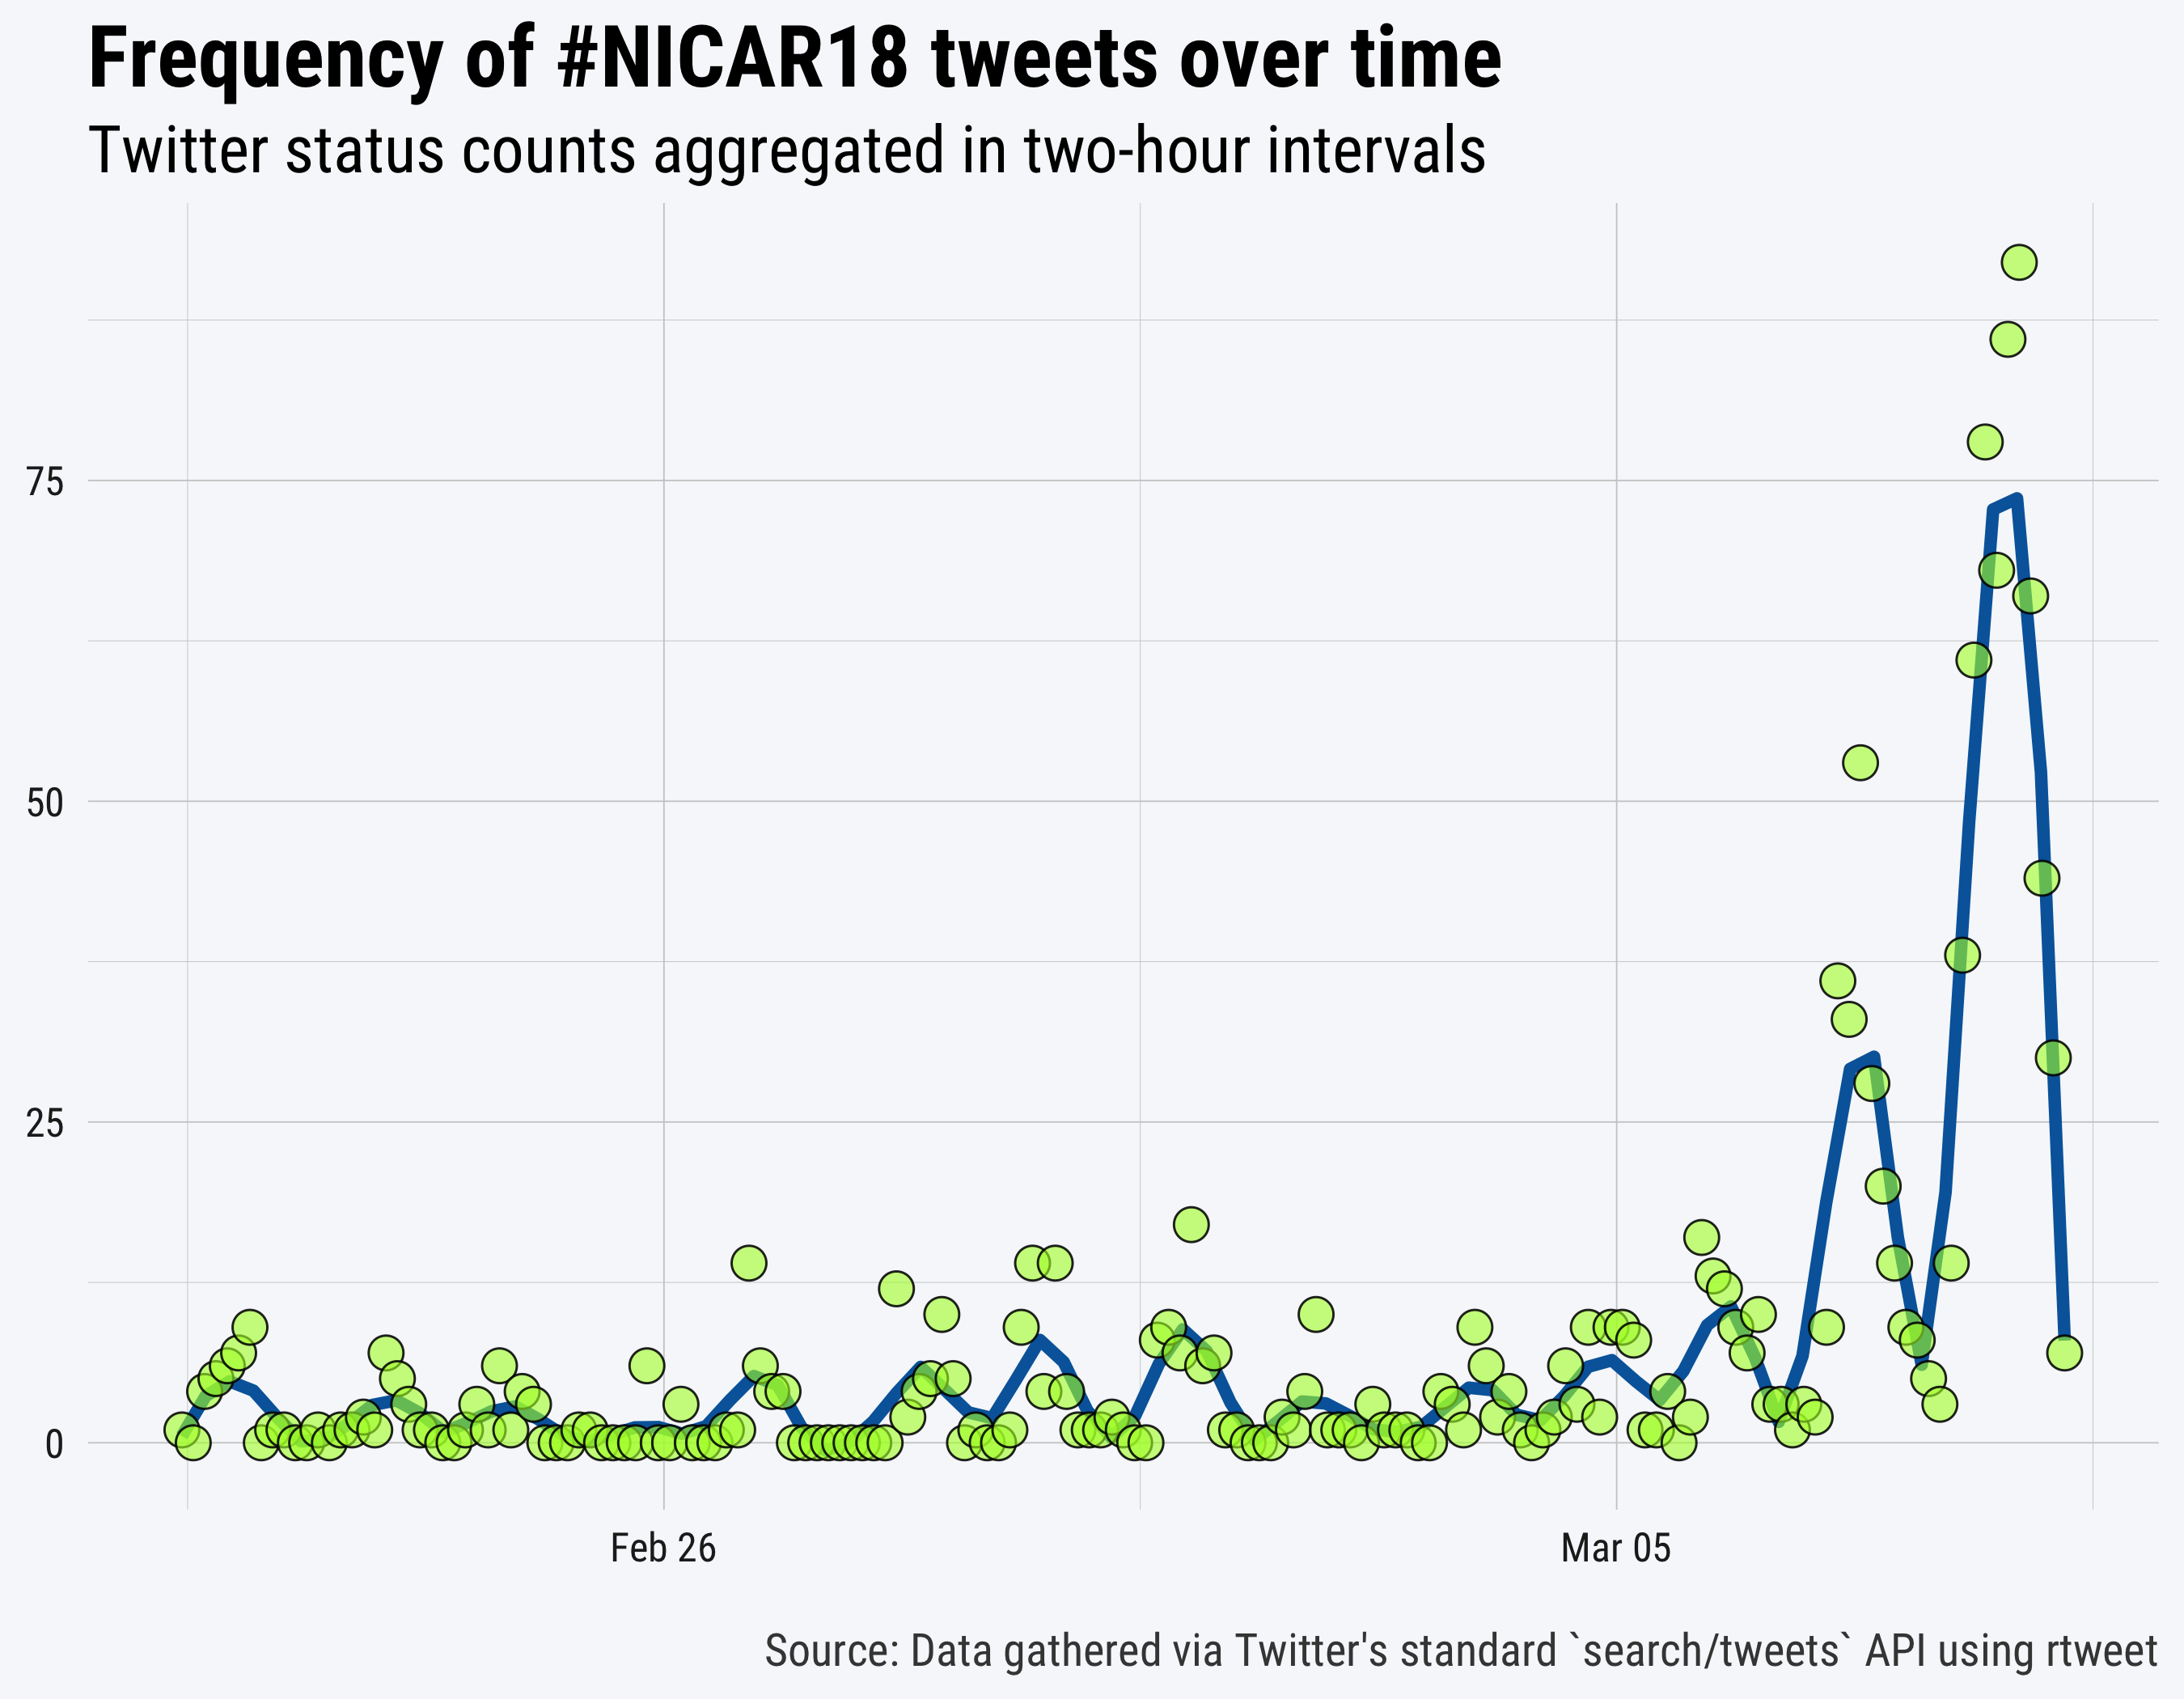 Frequency of #NICAR18 tweets over time
Twitter status counts aggregated in two-hour intervals
75
50
25
0
Feb 26
Mar 05
Source: Data gathered via Twitter's standard `search/tweets` API using rtweet